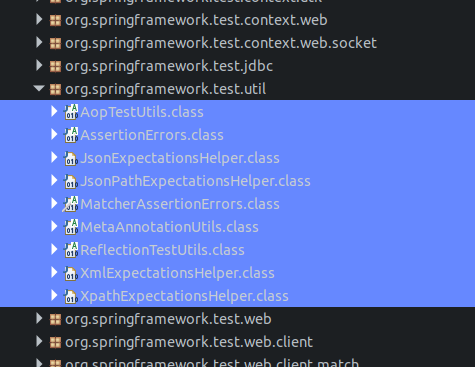 org.springframework.test.context.web
org.springframework.test.context.web.socket
org.springframework.test.jdbc
org.springframework.test.util
AopTestUtils.class
AssertionErrors.class
JsonExpectationsHelper.class
JsonPathExpectationsHelper.class
MatcherAssertionErrors.class
MetaAnnotationUtils.class
ReflectionTestUtils.class
XmlExpectationsHelper.class
XpathExpectationsHelper.class
org.springframework.test.web
org.springframework.test.web.client
org.springframework.test.web.client.match